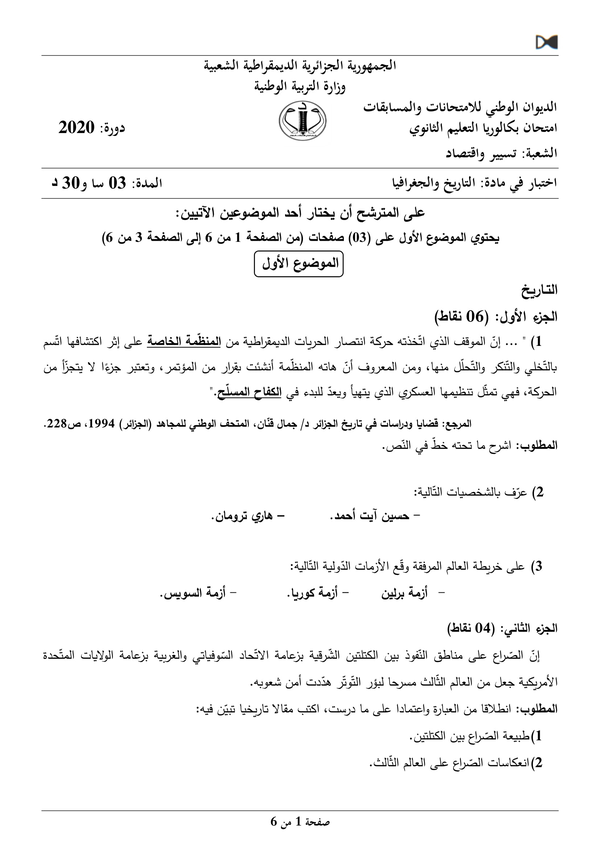 الجمهورية الجزائرية الديمقراطية الشعبية
وزارة التربية الوطنية
الديوان الوطني للامتحانات والمسابقات
امتحان بكالوريا التعليم الثانوي
دورة: 2020
الشعبة: تسيير واقتصاد
اختبار في مادة: التاريخ والجغرافيا
المدة: 03 سا و30 د
على المترشح أن يختار أحد الموضوعين الآتيين:
يحتوي الموضوع الأول على (03) صفحات (من الصفحة 1 من 6 إلى الصفحة 3 من 6)
الموضوع الأول
التاريخ
الجزء الأول: (06 نقاط)
1) " ... إنّ الموقف الذي اتّخذته حركة انتصار الحريات الديمقراطية من المنظّمة الخاصة على إثر اكتشافها اتّسم
بالتّخلي والتّنكر والتّحلّل منها، ومن المعروف أنّ هاته المنظّمة أنشئت بقرار من المؤتمر، وتعتبر جزءًا لا يتجزّأ من
الحركة، فهي تمثّل تنظيمها العسكري الذي يتهيأ ويعدّ للبدء في الكفاح المسلّح."
المرجع: قضايا ودراسات في تاريخ الجزائر د/ جمال قنّان، المتحف الوطني للمجاهد (الجزائر) 1994، ص228.
المطلوب: اشرح ما تحته خطّ في النّص.
2) عرّف بالشخصيات التّالية:
- حسين آيت أحمد. - هاري ترومان.
3) على خريطة العالم المرفقة وقّع الأزمات الدّولية التّالية:
- أزمة برلين - أزمة كوريا. - أزمة السويس.
الجزء الثاني: (04 نقاط)
إنّ الصّراع على مناطق النّفوذ بين الكتلتين الشّرقية بزعامة الاتّحاد السّوفياتي والغربية بزعامة الولايات المتّحدة
الأمريكية جعل من العالم الثّالث مسرحا لبؤر التّوتّر هدّدت أمن شعوبه.
المطلوب: انطلاقا من العبارة واعتمادا على ما درست، اكتب مقالا تاريخيا تبيّن فيه:
1)طبيعة الصّراع بين الكتلتين.
2)انعكاسات الصّراع على العالم الثّالث.
صفحة 1 من 6